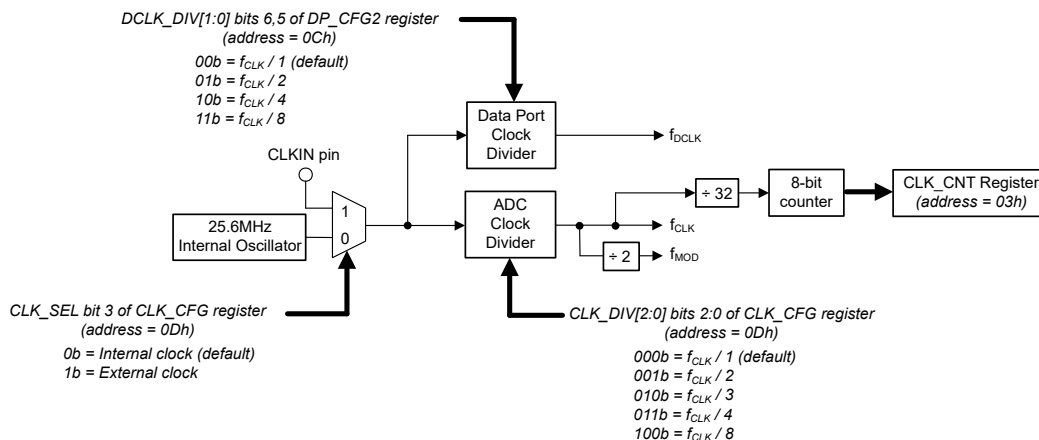 DCLK_DIV[1:0] bits 6,5 of DP_CFG2 register
(address = 0Ch)
00b = fCLK / 1 (default)
01b = fCLK / 2
10b = fCLK / 4
11b = fCLK / 8
Data Port
Clock
Divider
fDCLK
CLKIN pin
1
0
25.6MHz
Internal Oscillator
ADC
Clock
Divider
÷ 32
8-bit
counter
CLK_CNT Register
(address = 03h)
fCLK
÷ 2
fMOD
CLK_SEL bit 3 of CLK_CFG register
(address = 0Dh)
0b = Internal clock (default)
1b = External clock
CLK_DIV[2:0] bits 2:0 of CLK_CFG register
(address = 0Dh)
000b = fCLK / 1 (default)
001b = fCLK / 2
010b = fCLK / 3
011b = fCLK / 4
100b = fCLK / 8